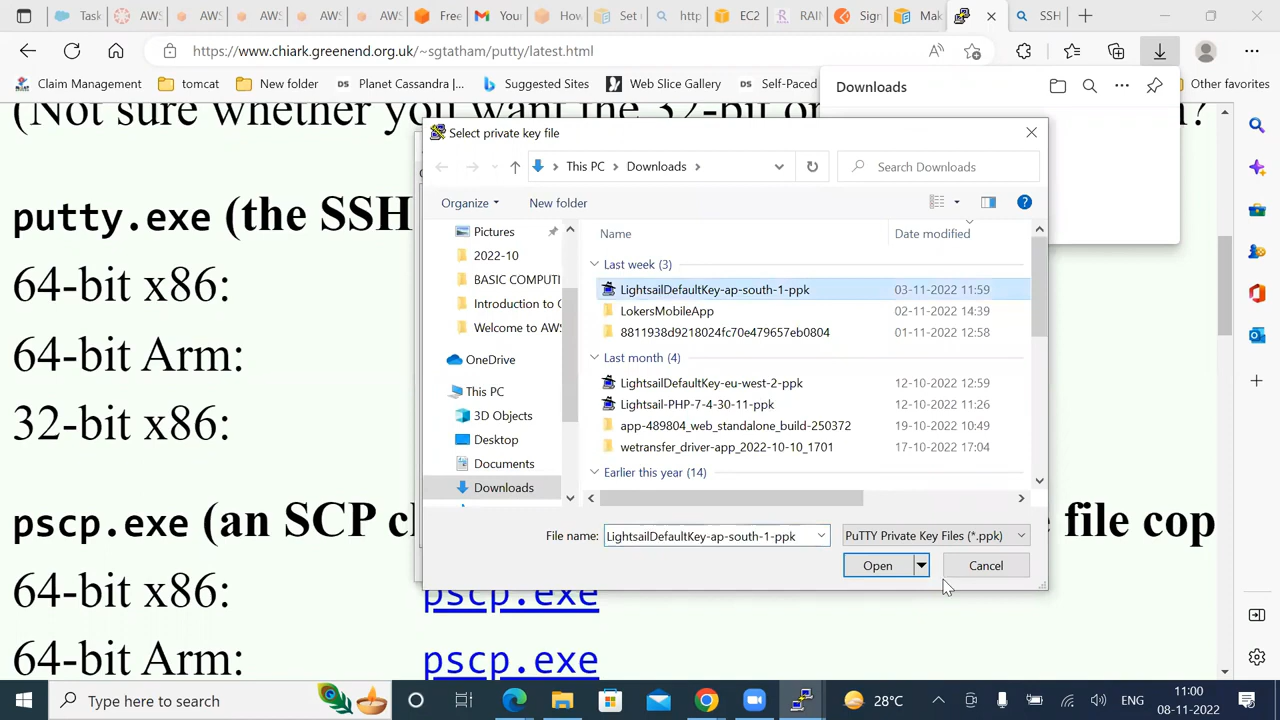 Task
AWS
AWS
AWS
AWS
AWS
Free
Your
How
Set
http
EC2
RAIN
Sign
Mak
SSH
https://www.chiark.greenend.org.uk/~sgtatham/putty/latest.html
Claim Management
tomcat
New folder
DS Planet Cassandra |
Suggested Sites
Web Slice Gallery
DS Self-Paced
Other favorites
Downloads
(Not sure whether you want the 32-bit or
?
putty.exe (the SSH
64-bit x86:
64-bit Arm:
32-bit x86:
pscp.exe (an SCP cl
file cop
64-bit x86:
pscp.exe
64-bit Arm:
pscp.exe
Select private key file
This PC
Downloads
Search Downloads
Organize
New folder
Pictures
2022-10
BASIC COMPUTI
Introduction to C
Welcome to AWS
OneDrive
This PC
3D Objects
Desktop
Documents
Downloads
Name
Date modified
Last week (3)
LightsailDefaultKey-ap-south-1-ppk
03-11-2022 11:59
LokersMobileApp
02-11-2022 14:39
8811938d9218024fc70e479657eb0804
01-11-2022 12:58
Last month (4)
LightsailDefaultKey-eu-west-2-ppk
12-10-2022 12:59
Lightsail-PHP-7-4-30-11-ppk
12-10-2022 11:26
app-489804_web_standalone_build-250372
19-10-2022 10:49
wetransfer_driver-app_2022-10-10_1701
17-10-2022 17:04
Earlier this year (14)
File name:
LightsailDefaultKey-ap-south-1-ppk
PuTTY Private Key Files (*.ppk)
Open
Cancel
Type here to search
28°C
ENG
11:00
08-11-2022